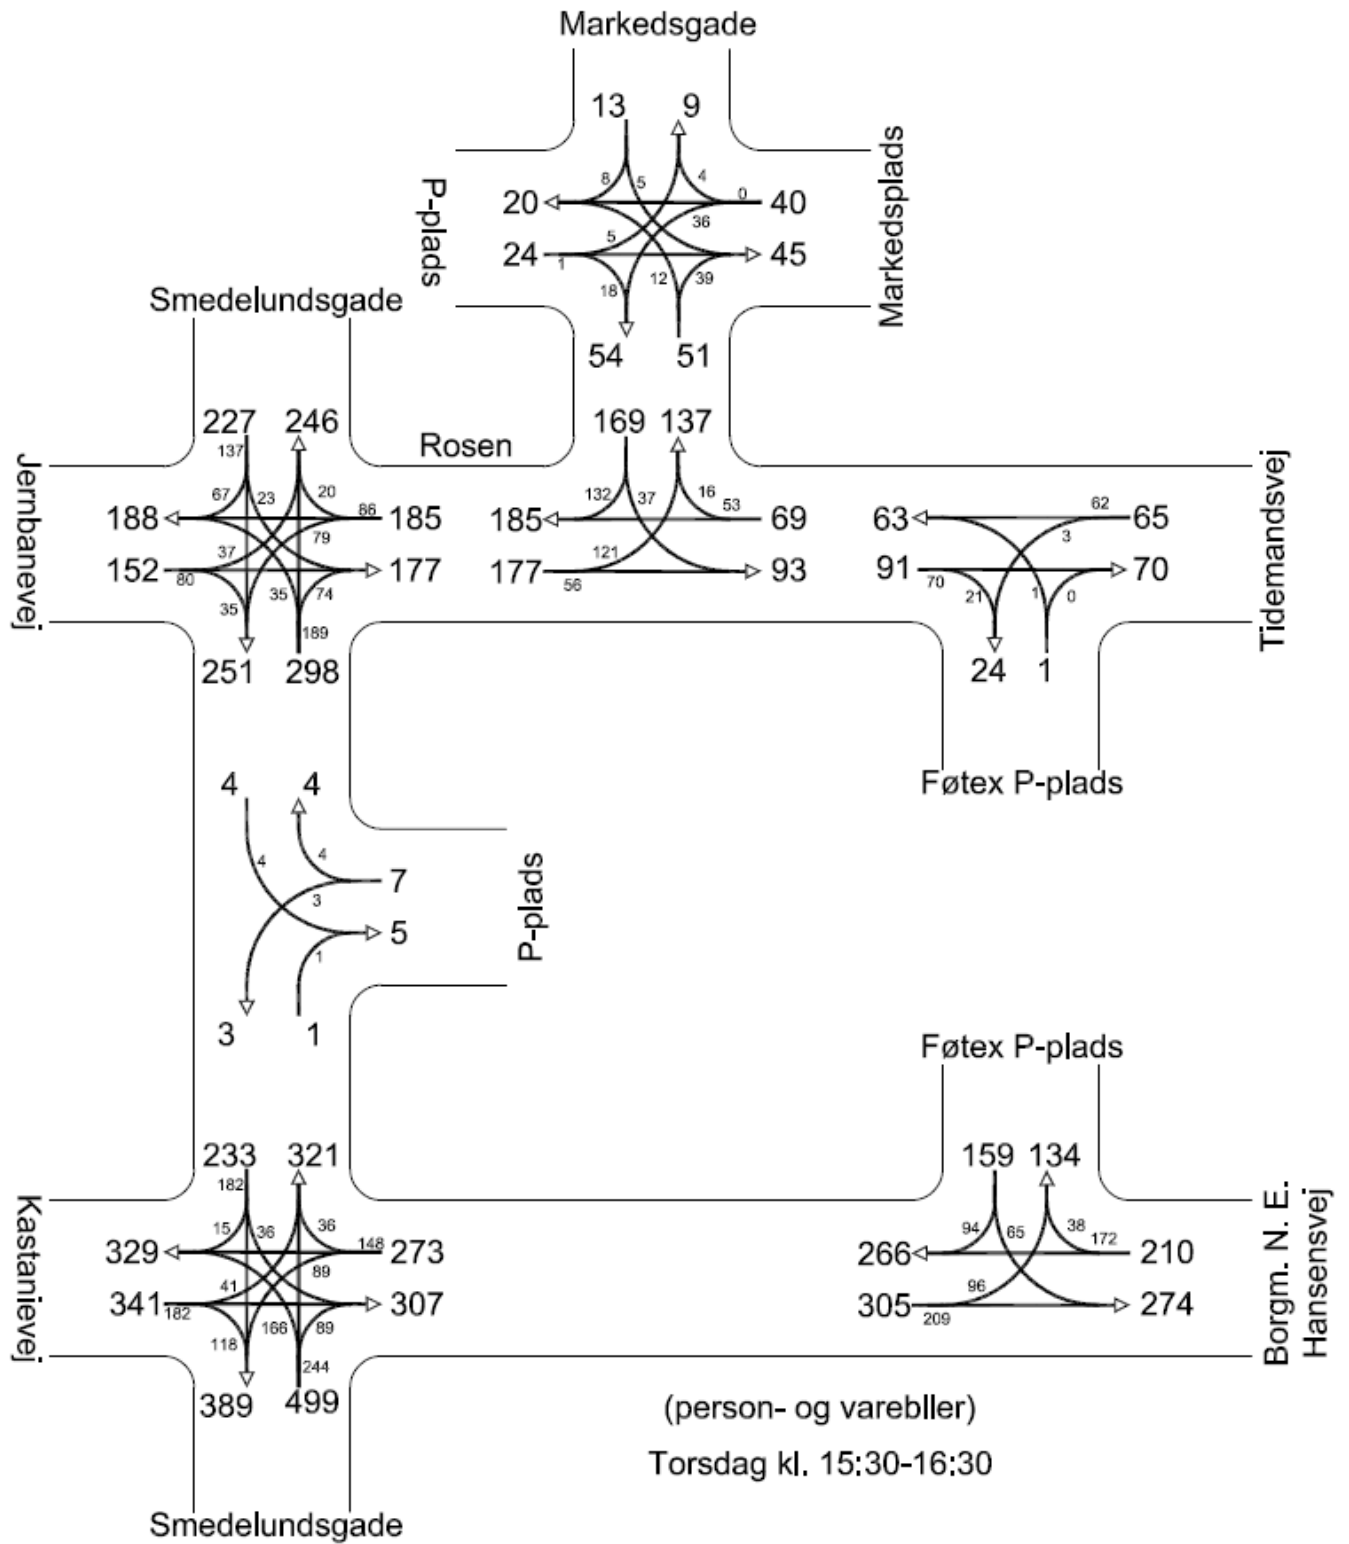 Markedsgade
13 9
8 5 4 0
20 40
P-plads
Markedsplads
5 36
24 45
1
18 12 39
54 51
Smedelundsgade
227 246
137
169 137
Rosen
Jernbanevej
Tidemandsvej
67 23 20 86
188 185
132 37 16 53
185 69
62
63 65
3
37 79
152 177
80
121
177 93
56
91 70
70
35 35 74
189
21 1 0
251 298
24 1
4 4
Føtex P-plads
4 4
7
3
P-plads
5
1
3 1
Føtex P-plads
233 321
182
159 134
Kastanievej
Borgm. N. E.
Hansensvej
15 36 36 148
329 273
94 65 38 172
266 210
41 89
341 307
182
96
305 274
209
118 166 89
244
389 499
(person- og varebller)
Torsdag kl. 15:30-16:30
Smedelundsgade